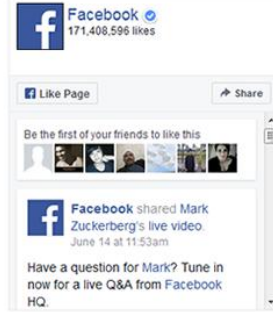 Facebook
171,408,596 likes
Like Page
Share
Be the first of your friends to like this
Facebook shared Mark
Zuckerberg's live video.
June 14 at 11:53am
Have a question for Mark? Tune in
now for a live Q&A from Facebook
HQ.